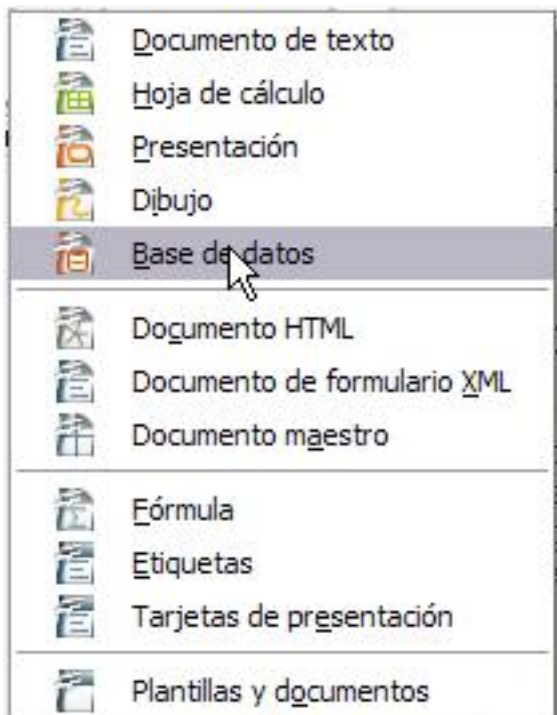 Documento de texto
Hoja de cálculo
Presentación
Dibujo
Base de datos
Documento HTML
Documento de formulario XML
Documento maestro
Fórmula
Etiquetas
Tarjetas de presentación
Plantillas y documentos